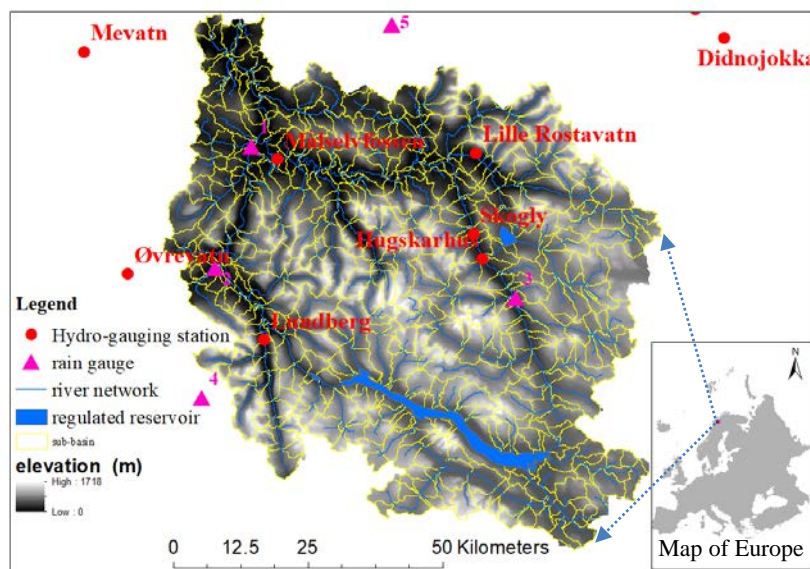 5
Mevatn
Didnojokka
1
Målselvfossen
Lille Rostavatn
Skogly
Hugskarhus
Øvrevatn
2
3
Lundberg
4
Legend
Hydro-gauging station
rain gauge
river network
regulated reservoir
sub-basin
elevation (m)
High : 1718
Low : 0
0 12.5 25 50 Kilometers
N
Map of Europe